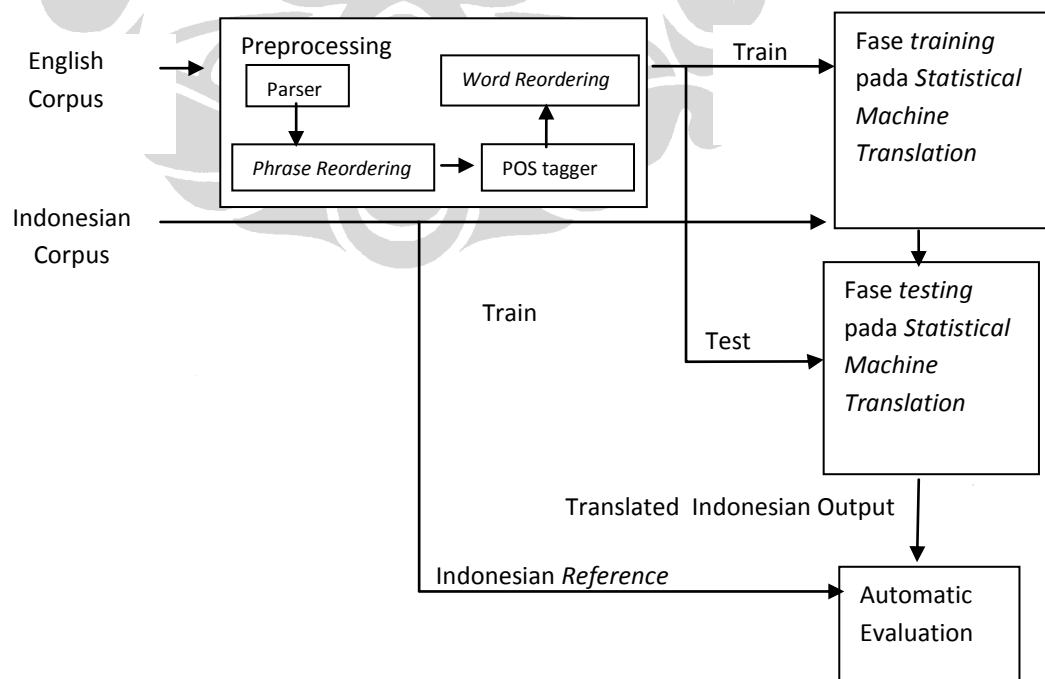 English
Corpus
Preprocessing
Parser
Word Reordering
Phrase Reordering
POS tagger
Train
Fase training
pada Statistical
Machine
Translation
Indonesian
Corpus
Train
Test
Fase testing
pada Statistical
Machine
Translation
Translated Indonesian Output
Indonesian Reference
Automatic
Evaluation